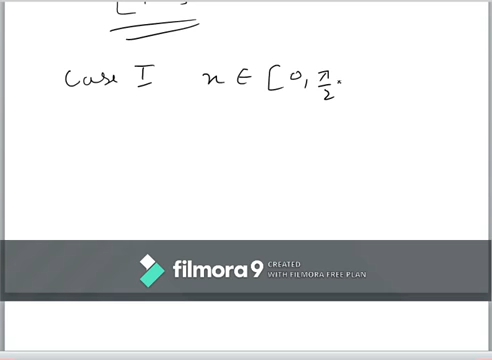 Case I x ∈ [0, π/2
filmora9 CREATED
WITH FILMORA FREE PLAN